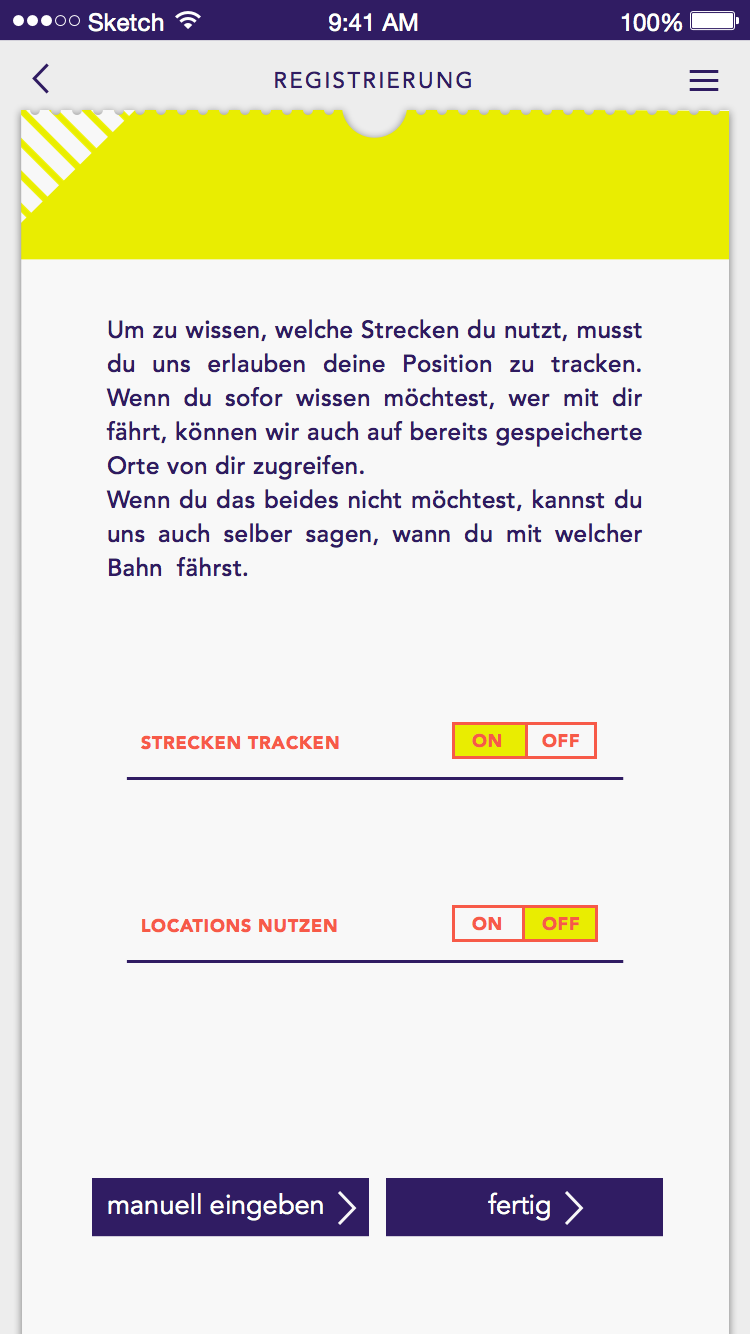 Sketch 9:41 AM 100%
REGISTRIERUNG
Um zu wissen, welche Strecken du nutzt, musst
du uns erlauben deine Position zu tracken.
Wenn du sofor wissen möchtest, wer mit dir
fährt, können wir auch auf bereits gespeicherte
Orte von dir zugreifen.
Wenn du das beides nicht möchtest, kannst du
uns auch selber sagen, wann du mit welcher
Bahn fährst.
STRECKEN TRACKEN ON OFF
LOCATIONS NUTZEN ON OFF
manuell eingeben fertig